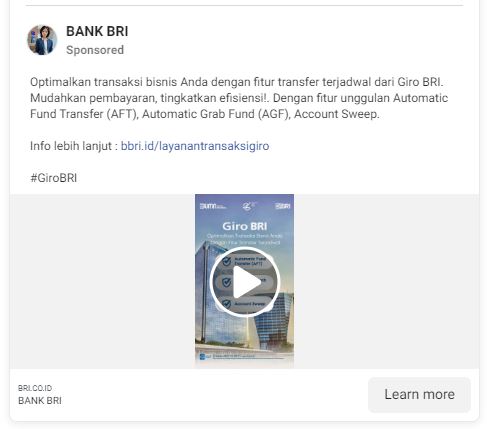 BANK BRI
Sponsored
Optimalkan transaksi bisnis Anda dengan fitur transfer terjadwal dari Giro BRI.
Mudahkan pembayaran, tingkatkan efisiensi!. Dengan fitur unggulan Automatic
Fund Transfer (AFT), Automatic Grab Fund (AGF), Account Sweep.
Info lebih lanjut : bbri.id/layanantransaksigiro
#GiroBRI
BUMN
BRI
Giro BRI
Optimalkan Transaksi Bisnis Anda
Dengan Fitur Transfer Terjadwal
Automatic Fund
Transfer (AFT)
Account Sweep
BRI.CO.ID
BANK BRI
Learn more